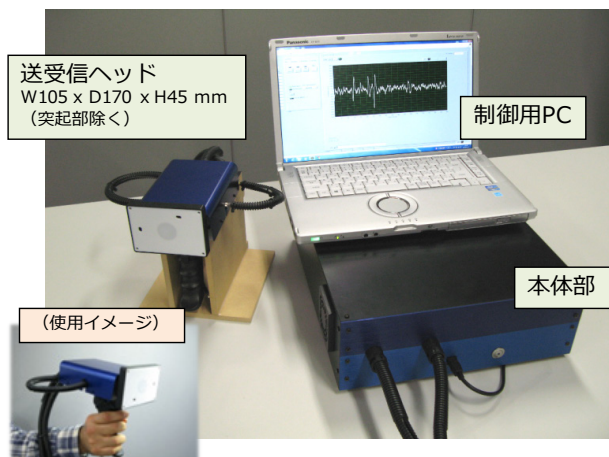 送受信ヘッド
W105 x D170 x H45 mm
（突起部除く）
Panasonic
制御用PC
本体部
（使用イメージ）